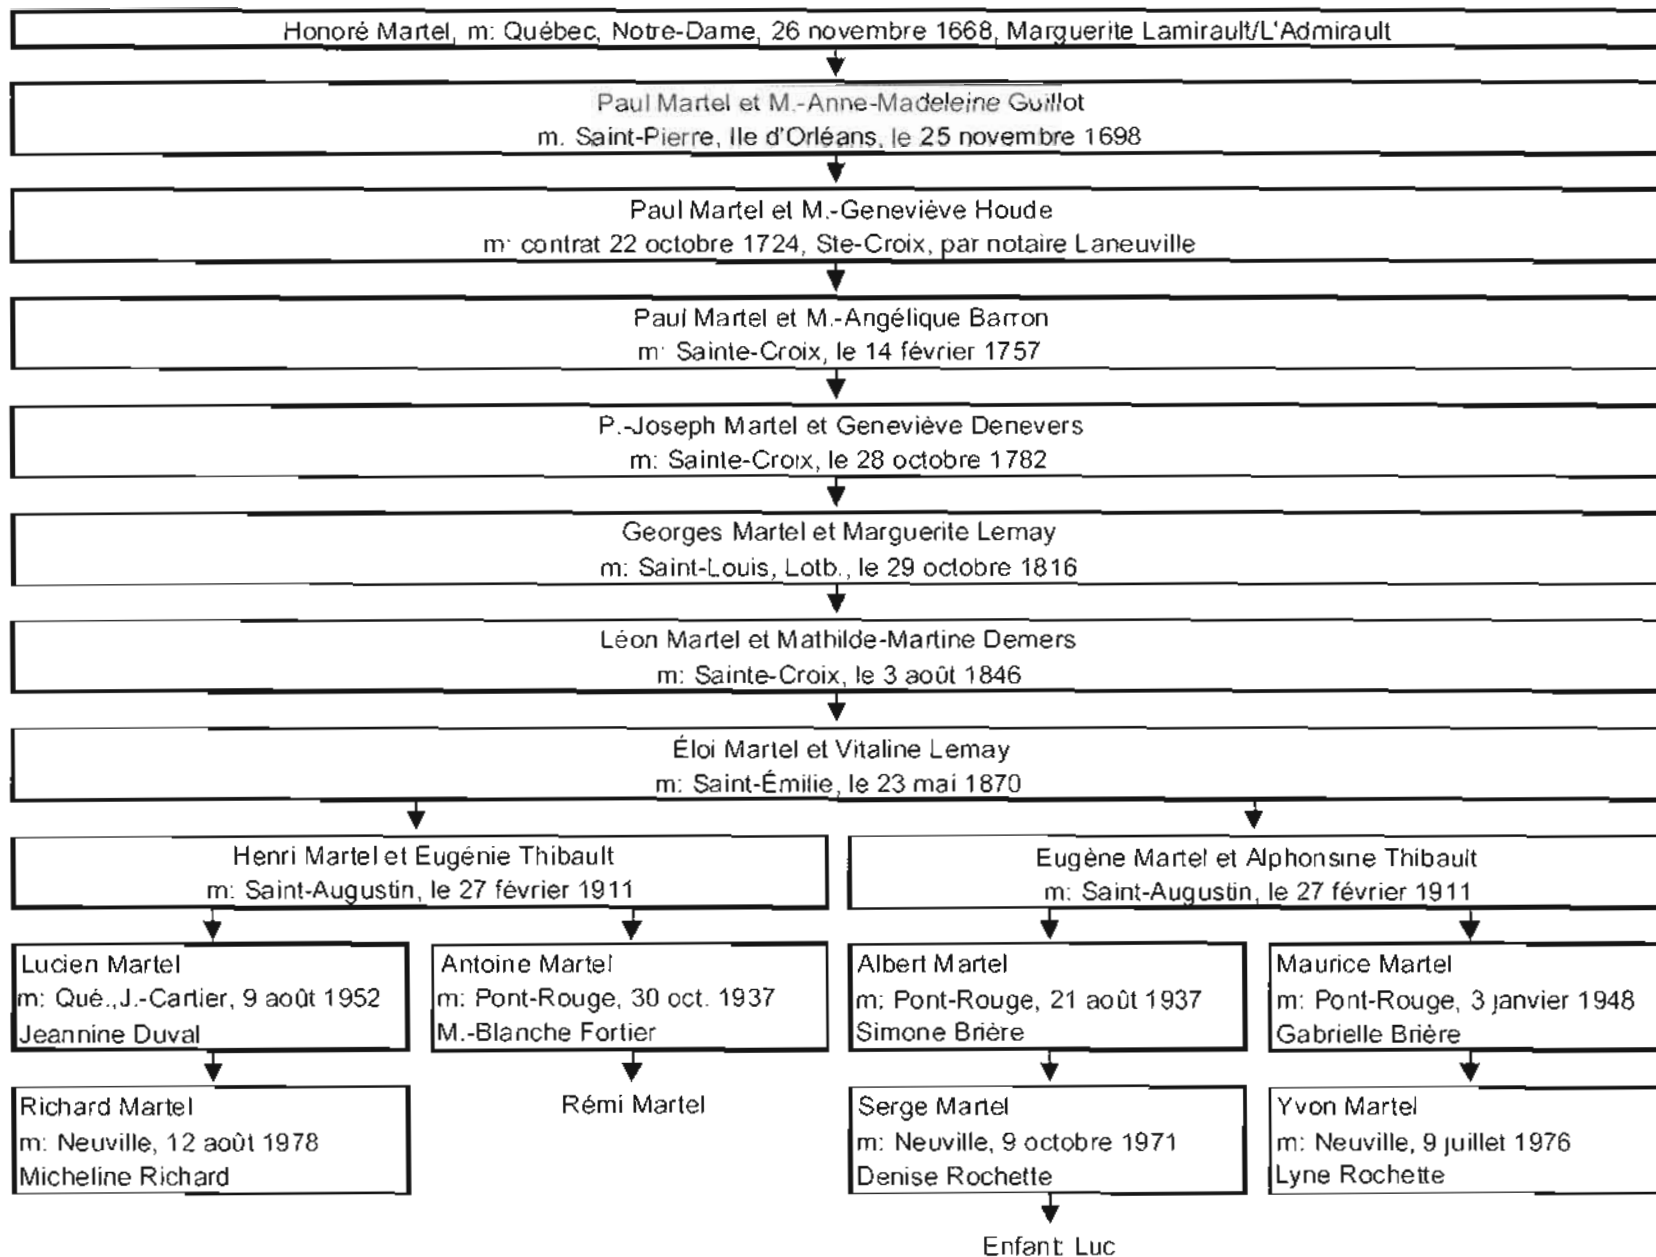 Honoré Martel, m: Québec, Notre-Dame, 26 novembre 1668, Marguerite Lamirault/L'Admirault
Paul Martel et M.-Anne-Madeleine Guillot
m. Saint-Pierre, Ile d'Orléans, le 25 novembre 1698
Paul Martel et M.-Geneviève Houde
m: contrat 22 octobre 1724, Ste-Croix, par notaire Laneuville
Paul Martel et M.-Angélique Barron
m: Sainte-Croix, le 14 février 1757
P.-Joseph Martel et Geneviève Denevers
m: Sainte-Croix, le 28 octobre 1782
Georges Martel et Marguerite Lemay
m: Saint-Louis, Lotb., le 29 octobre 1816
Léon Martel et Mathilde-Martine Demers
m: Sainte-Croix, le 3 août 1846
Éloi Martel et Vitaline Lemay
m: Saint-Émilie, le 23 mai 1870
Henri Martel et Eugénie Thibault
m: Saint-Augustin, le 27 février 1911
Eugène Martel et Alphonsine Thibault
m: Saint-Augustin, le 27 février 1911
Lucien Martel
m: Qué.,J.-Cartier, 9 août 1952
Jeannine Duval
Antoine Martel
m: Pont-Rouge, 30 oct. 1937
M.-Blanche Fortier
Albert Martel
m: Pont-Rouge, 21 août 1937
Simone Brière
Maurice Martel
m: Pont-Rouge, 3 janvier 1948
Gabrielle Brière
Richard Martel
m: Neuville, 12 août 1978
Micheline Richard
Rémi Martel
Serge Martel
m: Neuville, 9 octobre 1971
Denise Rochette
Yvon Martel
m: Neuville, 9 juillet 1976
Lyne Rochette
Enfant: Luc